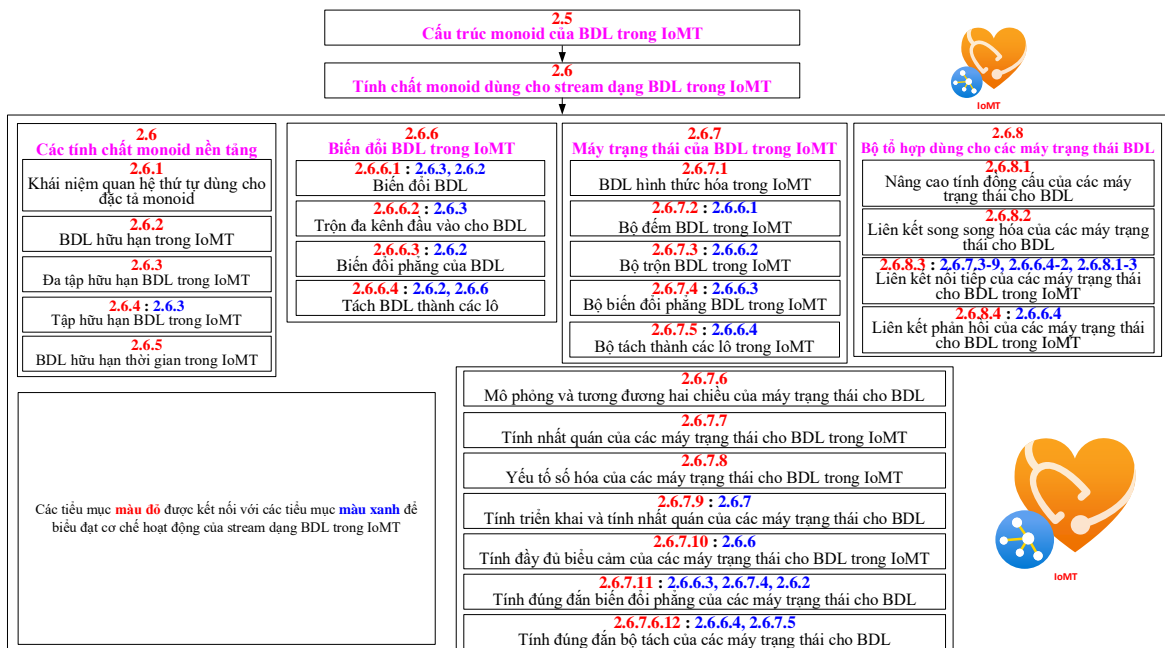 2.5
Cấu trúc monoid của BDL trong IoMT
2.6
Tính chất monoid dùng cho stream dạng BDL trong IoMT
IoMT
2.6
Các tính chất monoid nền tảng
2.6.1
Khái niệm quan hệ thứ tự dùng cho
đặc tả monoid
2.6.2
BDL hữu hạn trong IoMT
2.6.3
Đa tập hữu hạn BDL trong IoMT
2.6.4 : 2.6.3
Tập hữu hạn BDL trong IoMT
2.6.5
BDL hữu hạn thời gian trong IoMT
2.6.6
Biến đổi BDL trong IoMT
2.6.6.1 : 2.6.3, 2.6.2
Biến đổi BDL
2.6.6.2 : 2.6.3
Trộn đa kênh đầu vào cho BDL
2.6.6.3 : 2.6.2
Biến đổi phẳng của BDL
2.6.6.4 : 2.6.2, 2.6.6
Tách BDL thành các lô
2.6.7
Máy trạng thái của BDL trong IoMT
2.6.7.1
BDL hình thức hóa trong IoMT
2.6.7.2 : 2.6.6.1
Bộ đếm BDL trong IoMT
2.6.7.3 : 2.6.6.2
Bộ trộn BDL trong IoMT
2.6.7.4 : 2.6.6.3
Bộ biến đổi phẳng BDL trong IoMT
2.6.7.5 : 2.6.6.4
Bộ tách thành các lô trong IoMT
2.6.8
Bộ tổ hợp dùng cho các máy trạng thái BDL
2.6.8.1
Nâng cao tính đồng cấu của các máy
trạng thái cho BDL
2.6.8.2
Liên kết song song hóa của các máy trạng
thái cho BDL
2.6.8.3 : 2.6.7.3-9, 2.6.6.4-2, 2.6.8.1-3
Liên kết nối tiếp của các máy trạng thái
cho BDL trong IoMT
2.6.8.4 : 2.6.6.4
Liên kết phản hồi của các máy trạng thái
cho BDL trong IoMT
2.6.7.6
Mô phỏng và tương đương hai chiều của máy trạng thái cho BDL
2.6.7.7
Tính nhất quán của các máy trạng thái cho BDL trong IoMT
2.6.7.8
Yếu tố số hóa của các máy trạng thái cho BDL trong IoMT
2.6.7.9 : 2.6.7
Tính triển khai và tính nhất quán của các máy trạng thái cho BDL
2.6.7.10 : 2.6.6
Tính đầy đủ biểu cảm của các máy trạng thái cho BDL trong IoMT
2.6.7.11 : 2.6.6.3, 2.6.7.4, 2.6.2
Tính đúng đắn biến đổi phẳng của các máy trạng thái cho BDL
2.6.7.6.12 : 2.6.6.4, 2.6.7.5
Tính đúng đắn bộ tách của các máy trạng thái cho BDL
Các tiểu mục màu đỏ được kết nối với các tiểu mục màu xanh để
biểu đạt cơ chế hoạt động của stream dạng BDL trong IoMT
IoMT